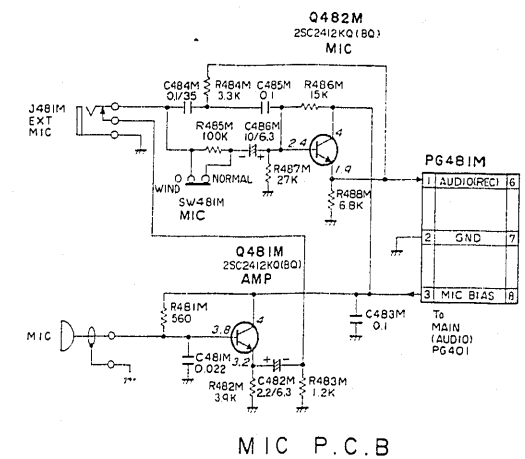 Q482M
2SC2412KQ(BQ)
MIC
J481M
EXT
MIC
C484M
0.1/35
R484M
3.3K
C485M
0.1
R486M
15K
R485M
100K
C486M
10/6.3
- +
2.4
4
1.9
R487M
27K
R488M
6.8K
WIND
NORMAL
SW481M
MIC
PG481M
1 AUDIO(REC) 6
2 GND 7
3 MIC BIAS 8
To
MAIN
(AUDIO)
PG401
Q481M
2SC2412KQ(BQ)
AMP
R481M
560
C483M
0.1
MIC
3.8
4
3.2
+ -
C481M
0.022
R482M
3.9K
C482M
2.2/6.3
R483M
1.2K
MIC P.C.B